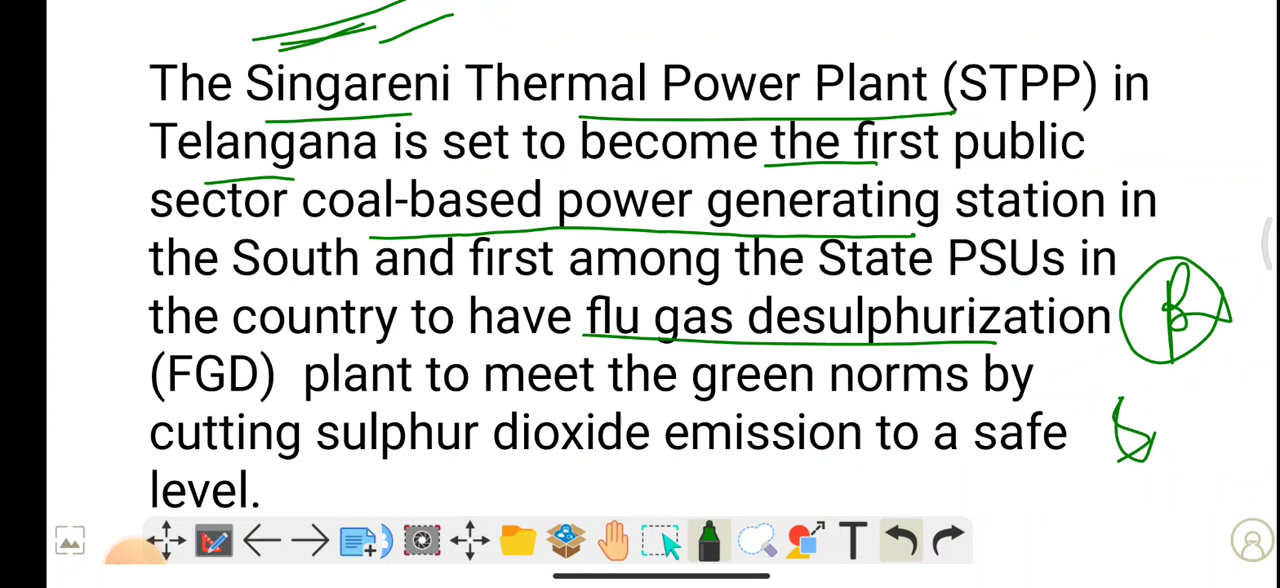 The Singareni Thermal Power Plant (STPP) in
Telangana is set to become the first public
sector coal-based power generating station in
the South and first among the State PSUs in
the country to have flu gas desulphurization
(FGD) plant to meet the green norms by
cutting sulphur dioxide emission to a safe
level.
T